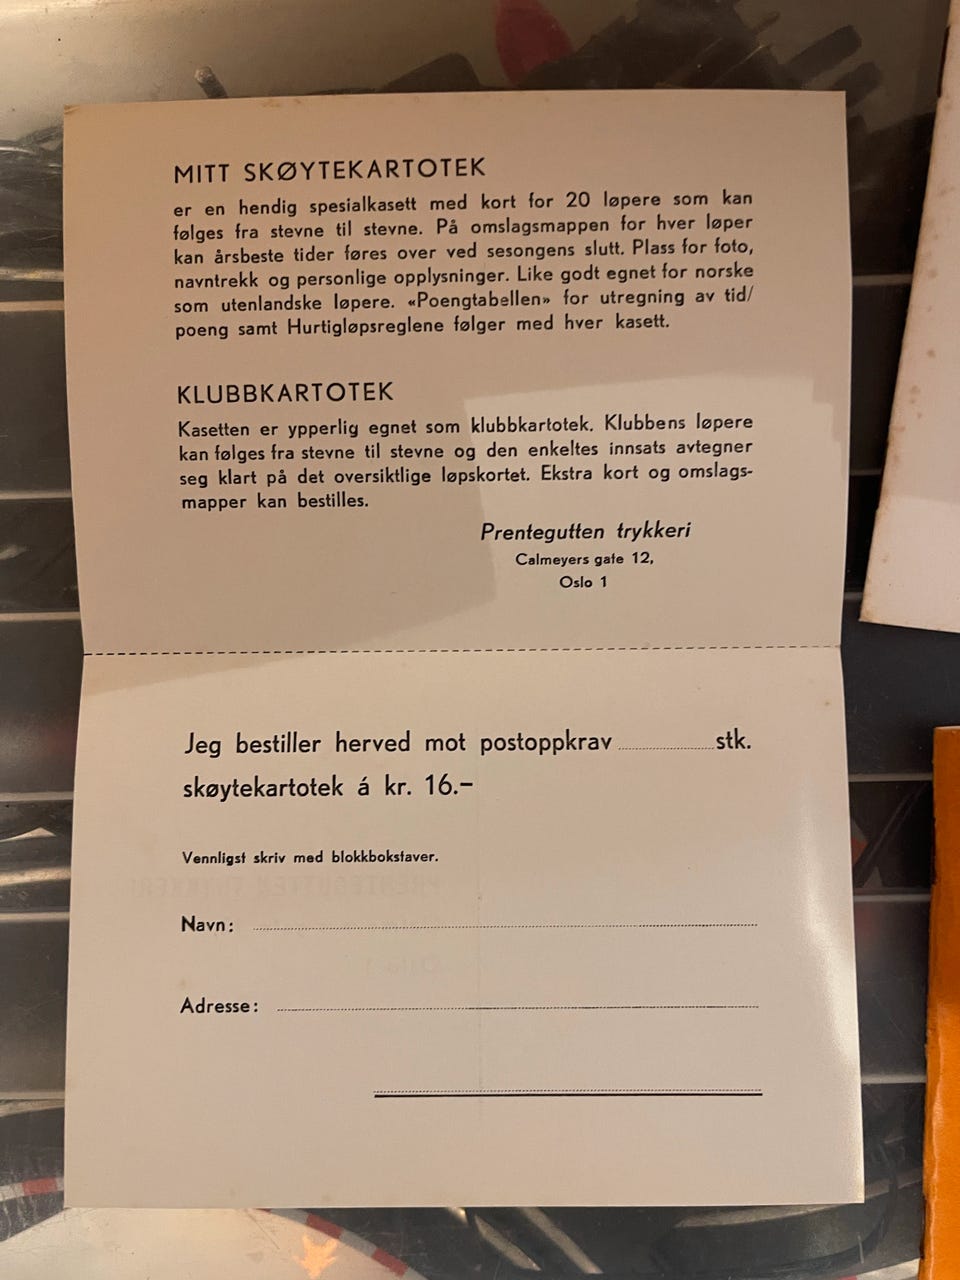 MITT SKØYTEKARTOTEK
er en hendig spesialkasett med kort for 20 løpere som kan
følges fra stevne til stevne. På omslagsmappen for hver løper
kan årsbeste tider føres over ved sesongens slutt. Plass for foto,
navntrekk og personlige opplysninger. Like godt egnet for norske
som utenlandske løpere. «Poengtabellen» for utregning av tid/
poeng samt Hurtigløpsreglene følger med hver kasett.
KLUBBKARTOTEK
Kasetten er ypperlig egnet som klubbkartotek. Klubbens løpere
kan følges fra stevne til stevne og den enkeltes innsats avtegner
seg klart på det oversiktlige løpskortet. Ekstra kort og omslags-
mapper kan bestilles.
Prentegutten trykkeri
Calmeyers gate 12,
Oslo 1
Jeg bestiller herved mot postoppkrav ............ stk.
skøytekartotek á kr. 16.–
Vennligst skriv med blokkbokstaver.
Navn:
Adresse: